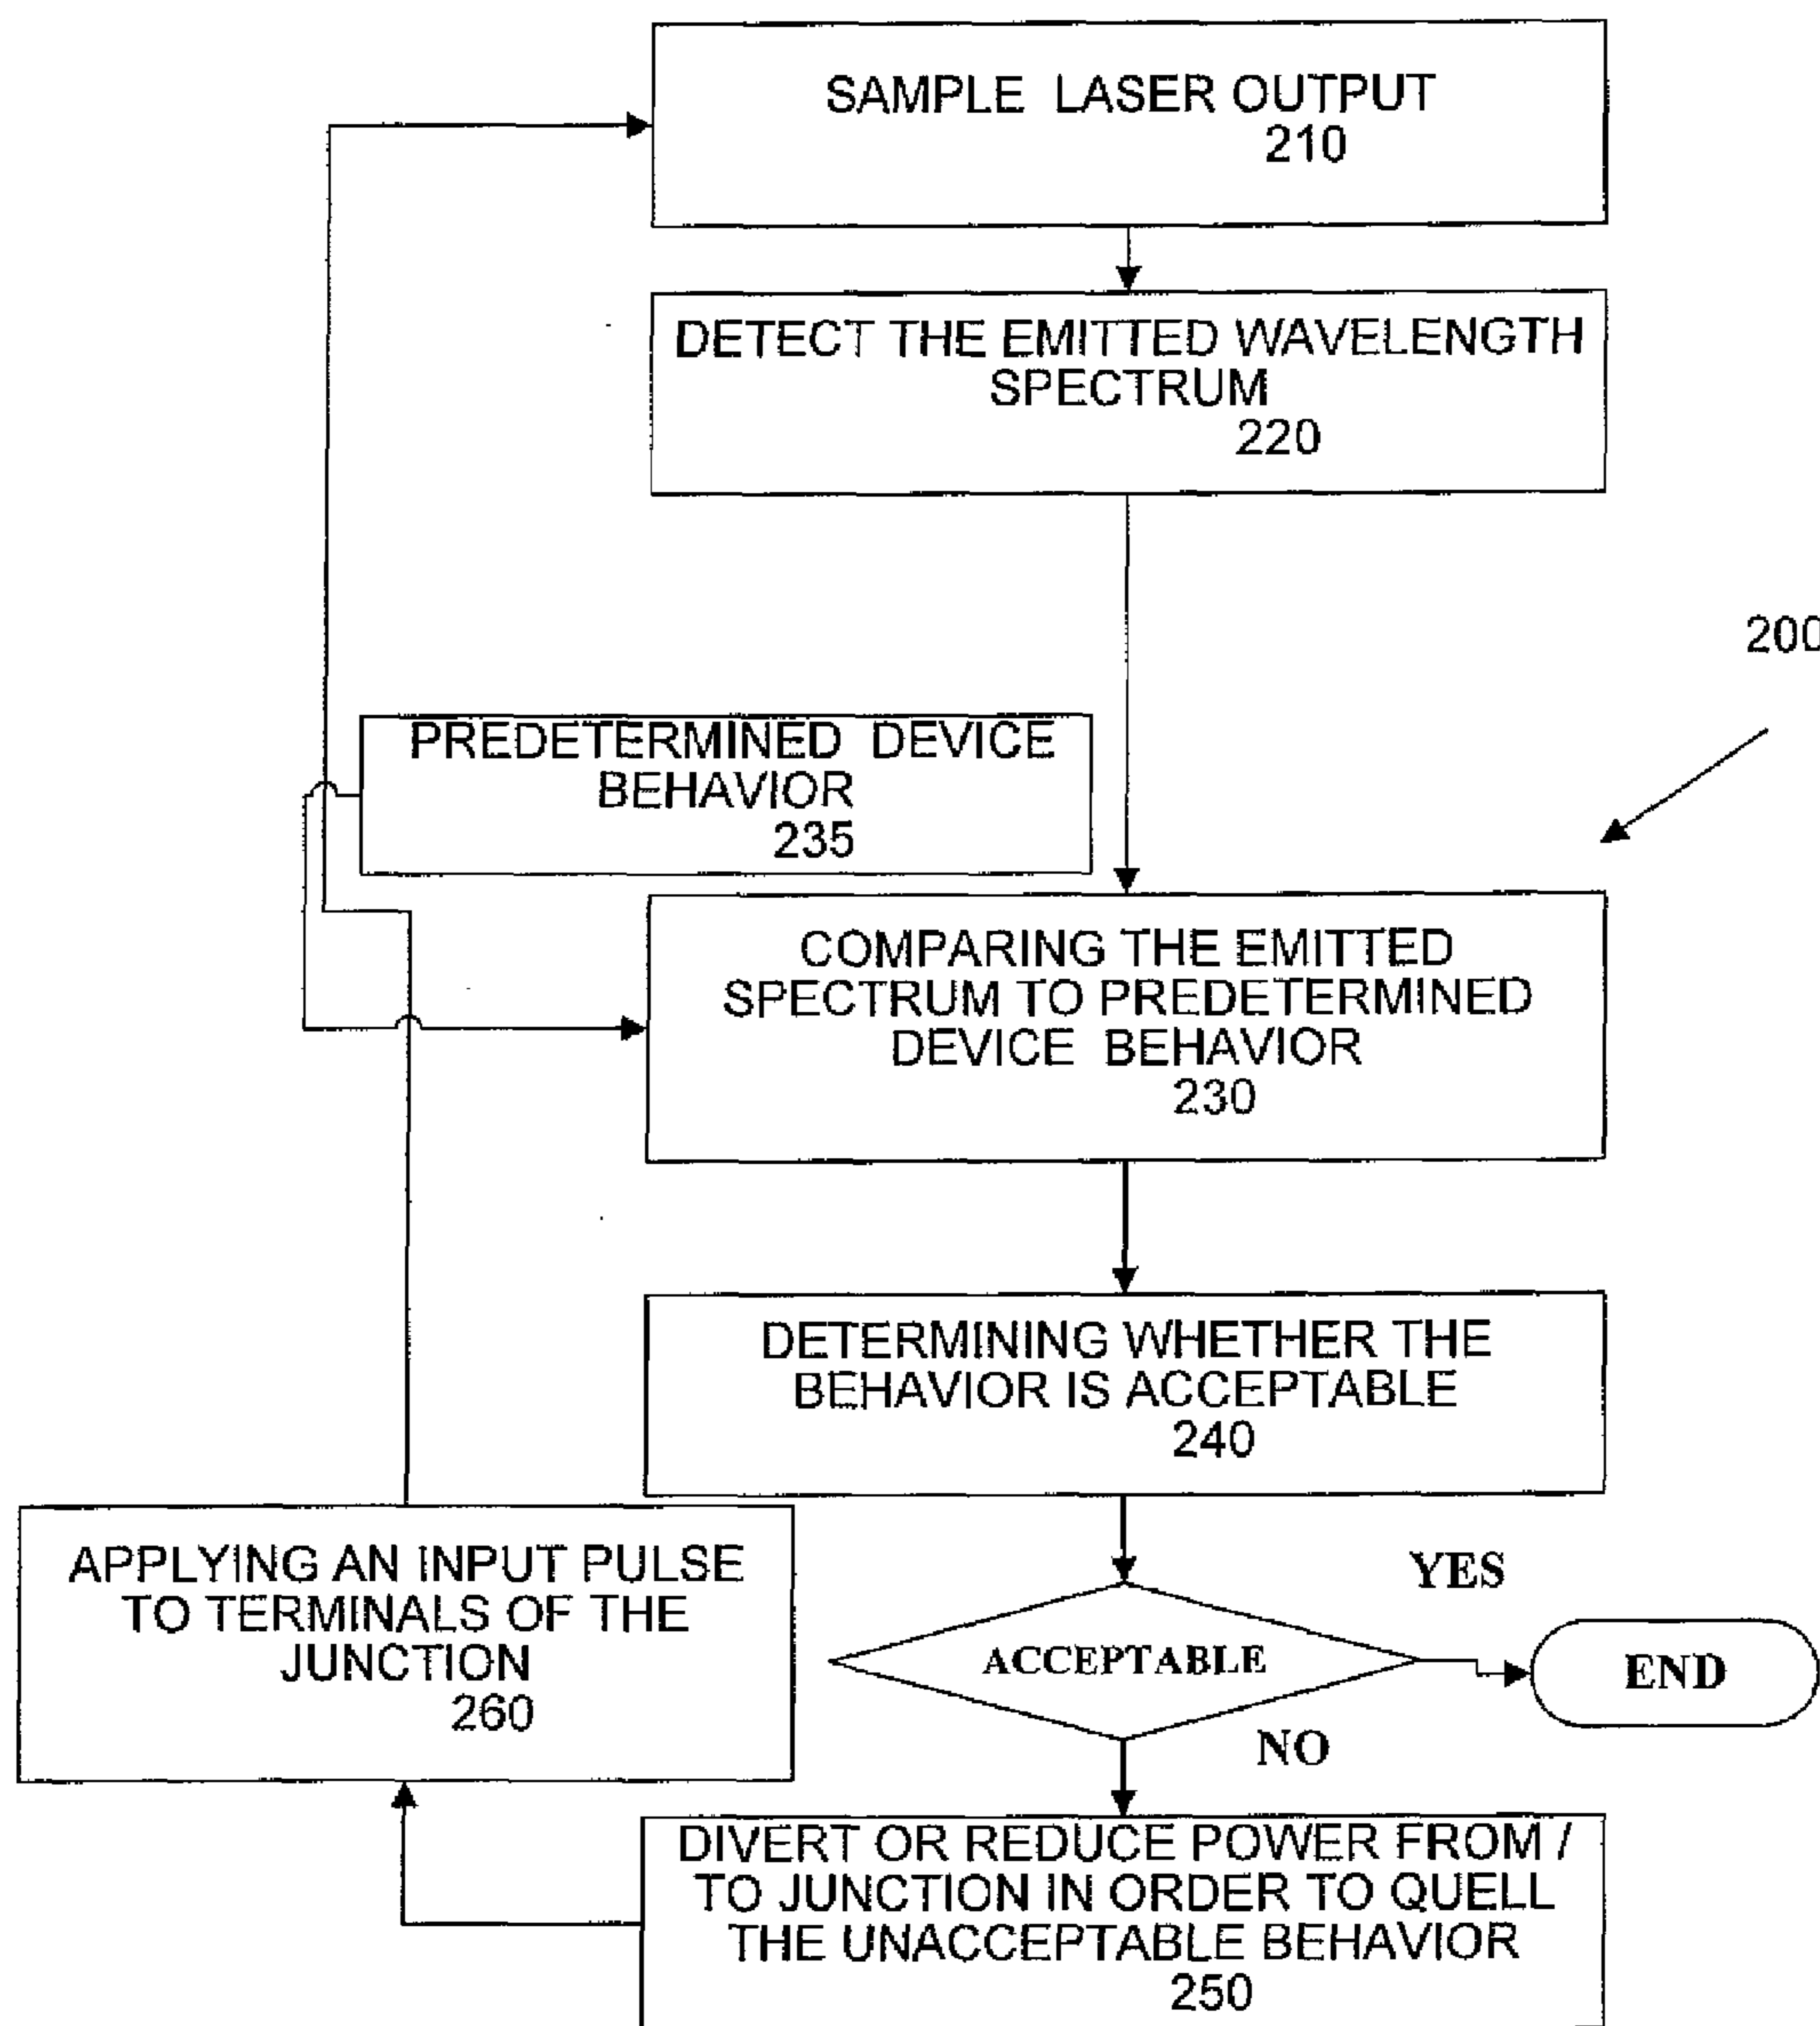 SAMPLE LASER OUTPUT
210
DETECT THE EMITTED WAVELENGTH
SPECTRUM
220
200
PREDETERMINED DEVICE
BEHAVIOR
235
COMPARING THE EMITTED
SPECTRUM TO PREDETERMINED
DEVICE BEHAVIOR
230
DETERMINING WHETHER THE
BEHAVIOR IS ACCEPTABLE
240
APPLYING AN INPUT PULSE
TO TERMINALS OF THE
JUNCTION
260
YES
ACCEPTABLE
END
NO
DIVERT OR REDUCE POWER FROM /
TO JUNCTION IN ORDER TO QUELL
THE UNACCEPTABLE BEHAVIOR
250